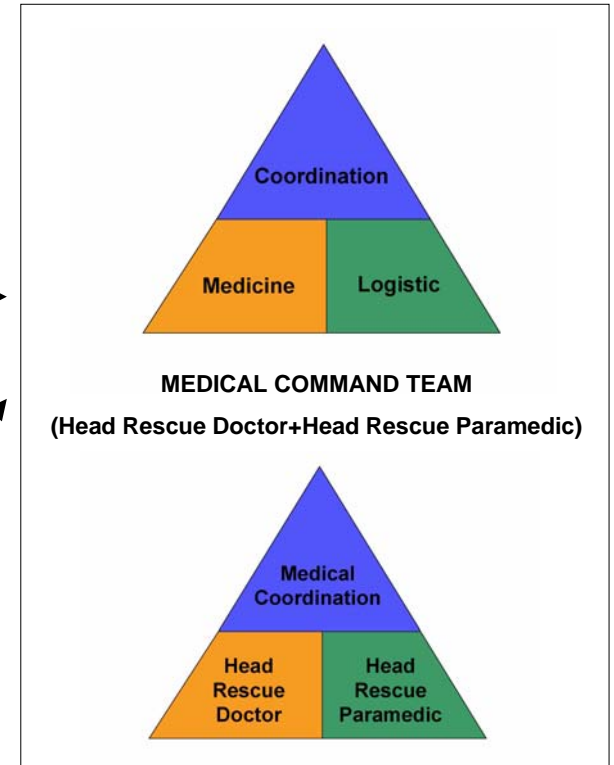 Coordination
Medicine Logistic
MEDICAL COMMAND TEAM
(Head Rescue Doctor+Head Rescue Paramedic)
Medical
Coordination
Head
Rescue
Doctor
Head
Rescue
Paramedic